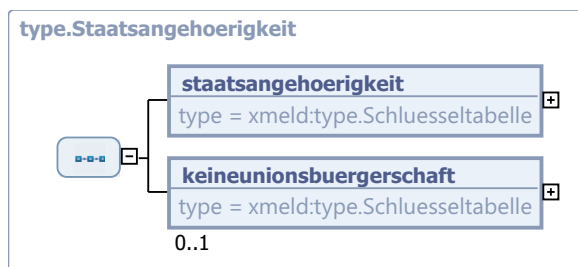 type.Staatsangehoerigkeit
staatsangehoerigkeit
type = xmeld:type.Schluesseltabelle
keineunionsbuergerschaft
type = xmeld:type.Schluesseltabelle
0..1